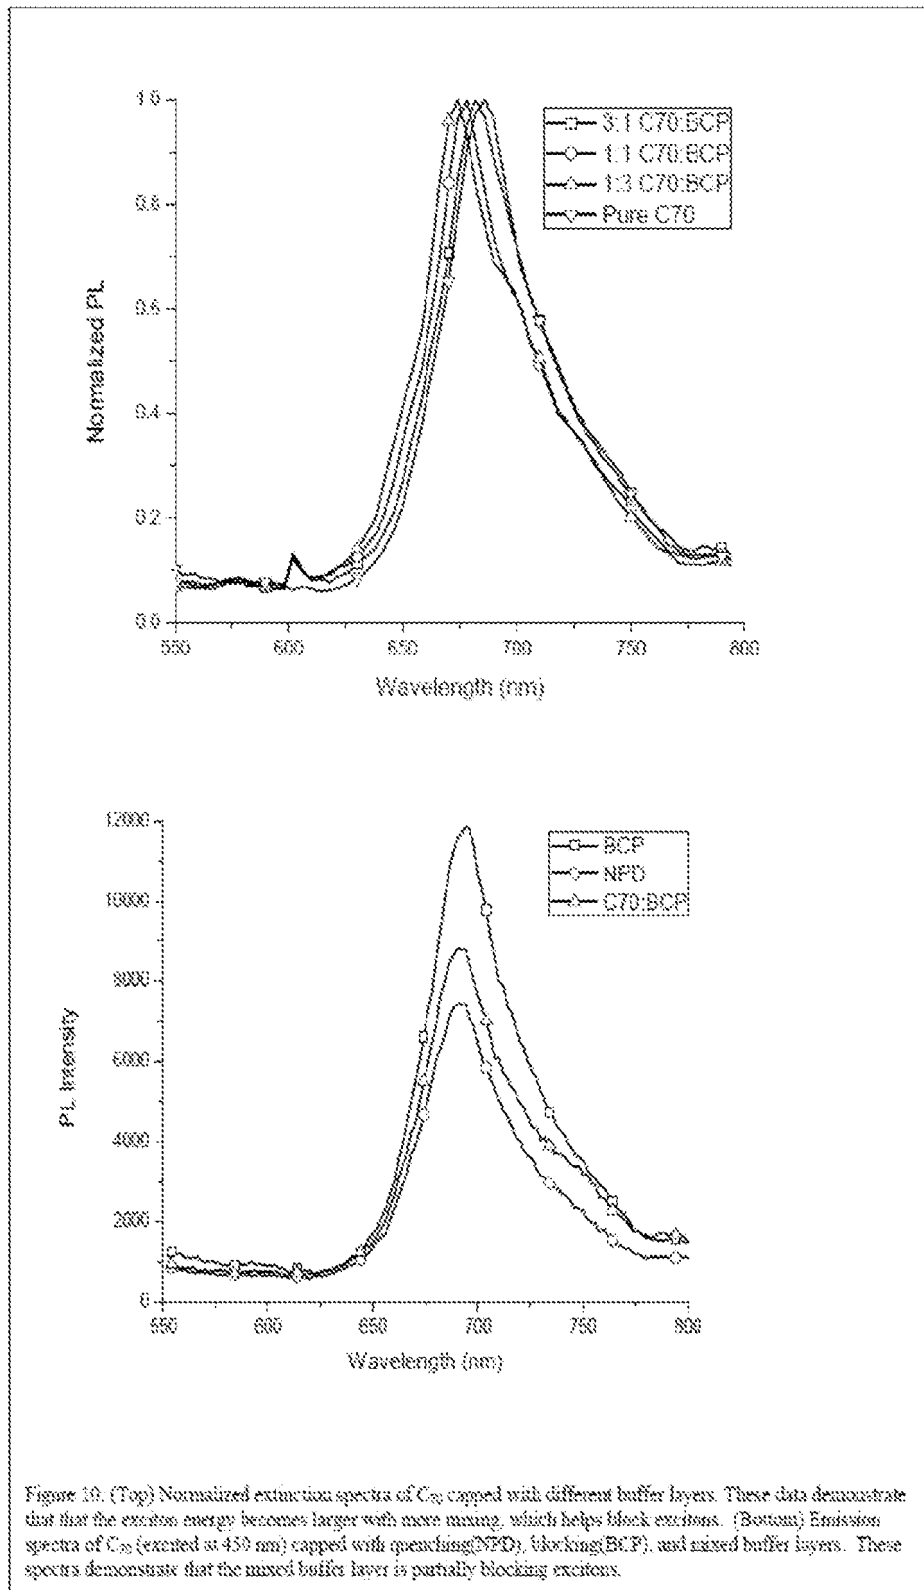 1.0
0.8
0.6
0.4
0.2
0.0
Normalized PL
3:1 C70:BCP
1:1 C70:BCP
1:3 C70:BCP
Pure C70
550
600
650
700
750
800
Wavelength (nm)
12000
10000
8000
6000
4000
2000
0
PL Intensity
BCP
NPD
C70:BCP
550
600
650
700
750
800
Wavelength (nm)
Figure 10. (Top) Normalized extinction spectra of C70 capped with different buffer layers. These data demonstrate
that that the exciton energy becomes larger with more mixing, which helps block excitons. (Bottom) Emission
spectra of C70 (excited at 450 nm) capped with quenching(NPD), blocking(BCP), and mixed buffer layers. These
spectra demonstrate that the mixed buffer layer is partially blocking excitons.